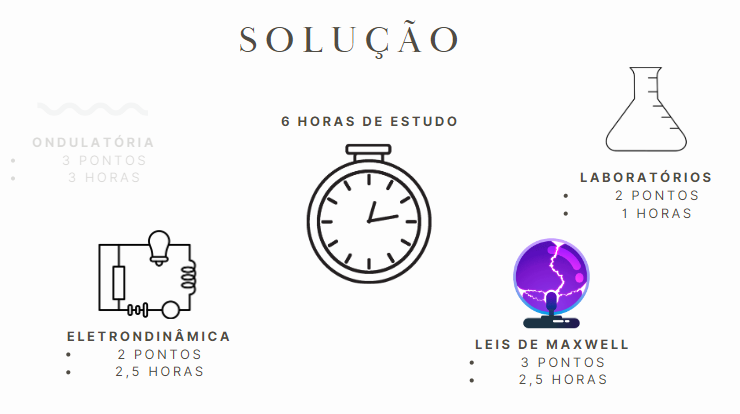 SOLUÇÃO
6 HORAS DE ESTUDO
ONDULATÓRIA
• 3 PONTOS
• 3 HORAS
LABORATÓRIOS
• 2 PONTOS
• 1 HORAS
ELETRONDINÂMICA
• 2 PONTOS
• 2,5 HORAS
LEIS DE MAXWELL
• 3 PONTOS
• 2,5 HORAS